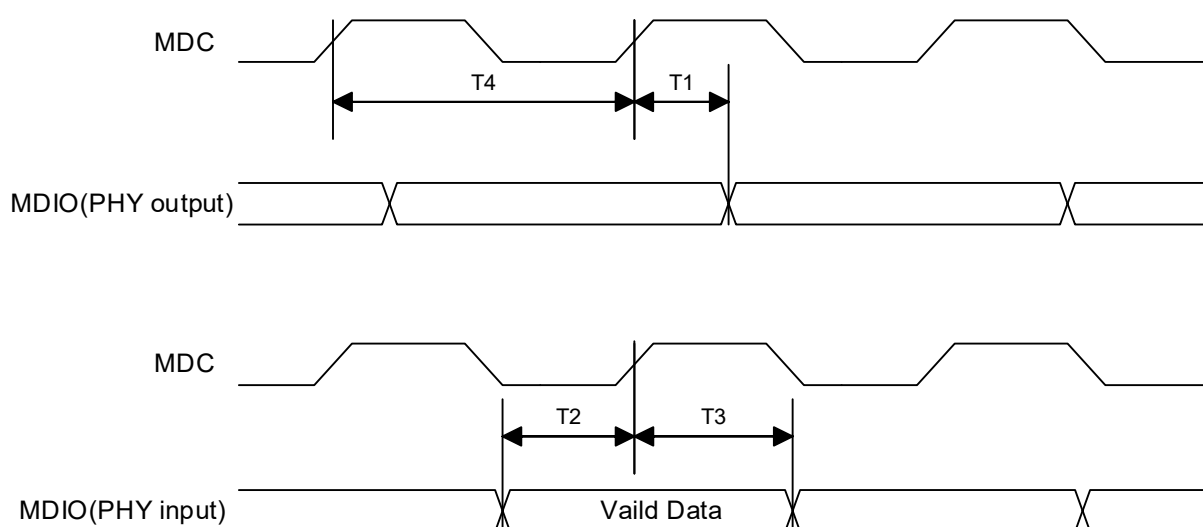 MDC
T4
T1
MDIO(PHY output)
MDC
T2
T3
MDIO(PHY input)
Vaild Data